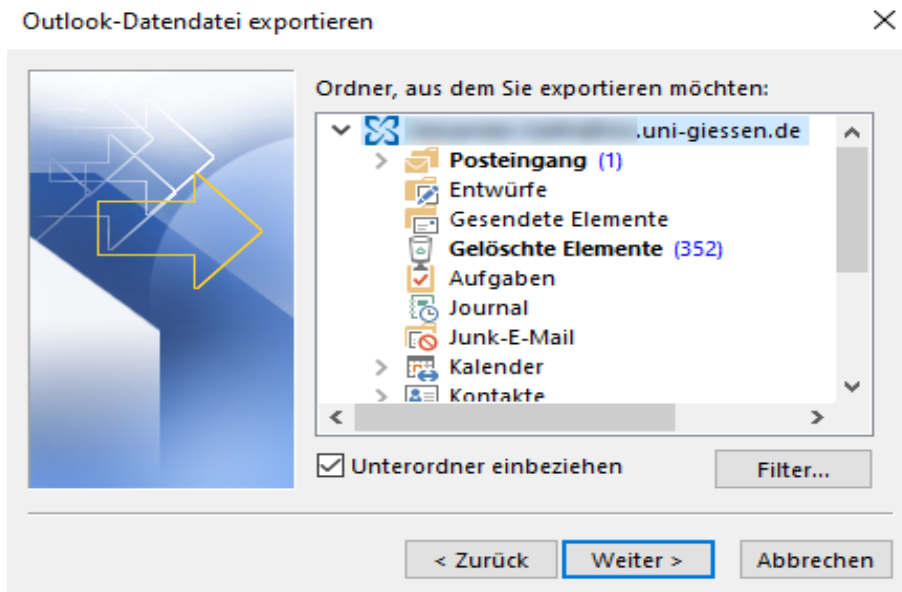 Outlook-Datendatei exportieren
Ordner, aus dem Sie exportieren möchten:
.uni-giessen.de
Posteingang (1)
Entwürfe
Gesendete Elemente
Gelöschte Elemente (352)
Aufgaben
Journal
Junk-E-Mail
Kalender
Kontakte
Unterordner einbeziehen
Filter...
< Zurück Weiter > Abbrechen